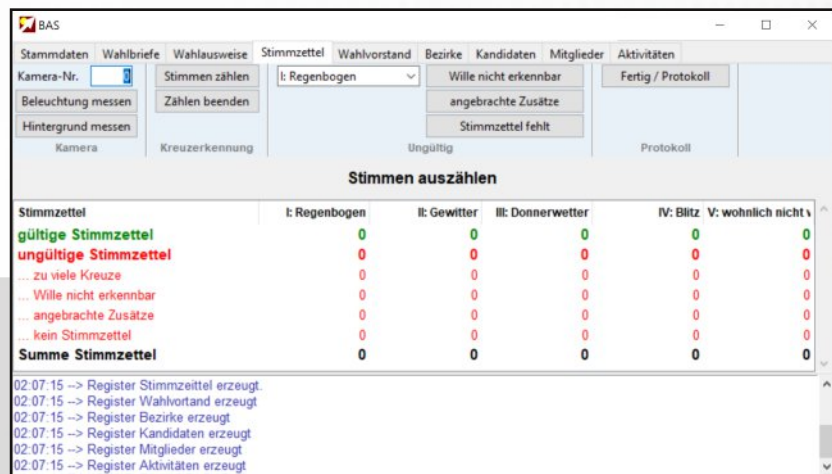 BAS
Stammdaten Wahlbriefe Wahlausweise Stimmzettel Wahlvorstand Bezirke Kandidaten Mitglieder Aktivitäten
Kamera-Nr. 0 Stimmen zählen I: Regenbogen Wille nicht erkennbar Fertig / Protokoll
Beleuchtung messen Zählen beenden angebrachte Zusätze
Hintergrund messen Stimmzettel fehlt
Kamera Kreuzerkennung Ungültig Protokoll
Stimmen auszählen
Stimmzettel I: Regenbogen II: Gewitter III: Donnerwetter IV: Blitz V: wohnlich nicht
gültige Stimmzettel 0 0 0 0 0
ungültige Stimmzettel 0 0 0 0 0
... zu viele Kreuze 0 0 0 0 0
... Wille nicht erkennbar 0 0 0 0 0
... angebrachte Zusätze 0 0 0 0 0
... kein Stimmzettel 0 0 0 0 0
Summe Stimmzettel 0 0 0 0 0
02:07:15 --> Register Stimmzeittel erzeugt.
02:07:15 --> Register Wahlvortand erzeugt
02:07:15 --> Register Bezirke erzeugt
02:07:15 --> Register Kandidaten erzeugt
02:07:15 --> Register Mitglieder erzeugt
02:07:15 --> Register Aktivitäten erzeugt